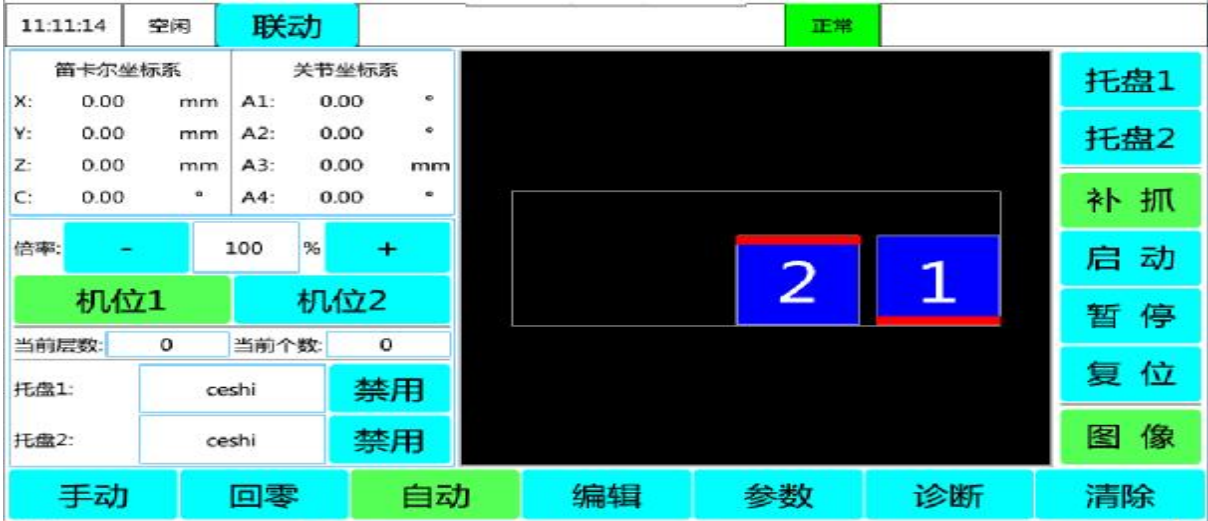 11:11:14 空闲 联动 正常
笛卡尔坐标系 关节坐标系
X: 0.00 mm A1: 0.00 °
Y: 0.00 mm A2: 0.00 °
Z: 0.00 mm A3: 0.00 mm
C: 0.00 ° A4: 0.00 °
倍率: - 100 % +
机位1 机位2
当前层数: 0 当前个数: 0
托盘1: ceshi 禁用
托盘2: ceshi 禁用
2 1
托盘1
托盘2
补 抓
启 动
暂 停
复 位
图 像
手动 回零 自动 编辑 参数 诊断 清除